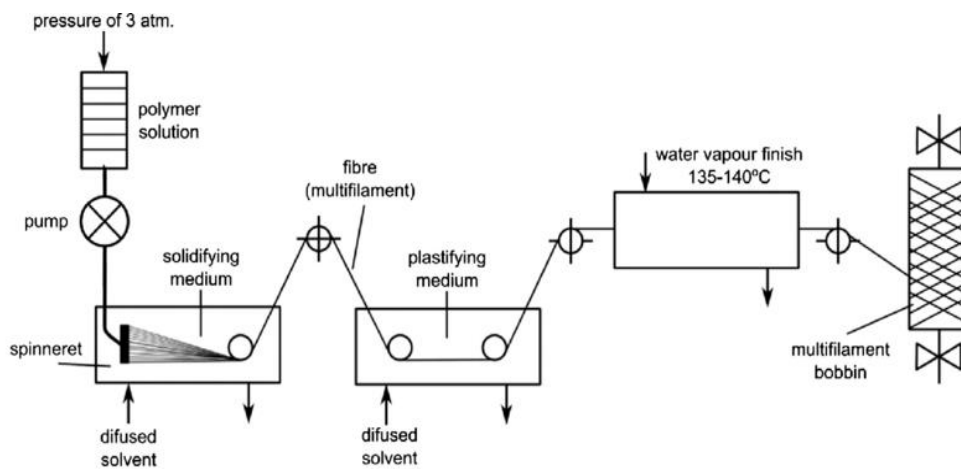 pressure of 3 atm.
polymer
solution
pump
spinneret
solidifying
medium
fibre
(multifilament)
plastifying
medium
water vapour finish
135-140ºC
multifilament
bobbin
difused
solvent
difused
solvent